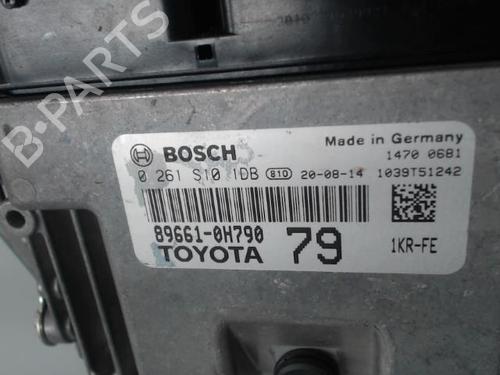 BOSCH
Made in Germany
1470 0681
0 261 S10 1DB 810 20-08-14 1039T51242
89661-0H790
TOYOTA 79 1KR-FE
B-PARTS